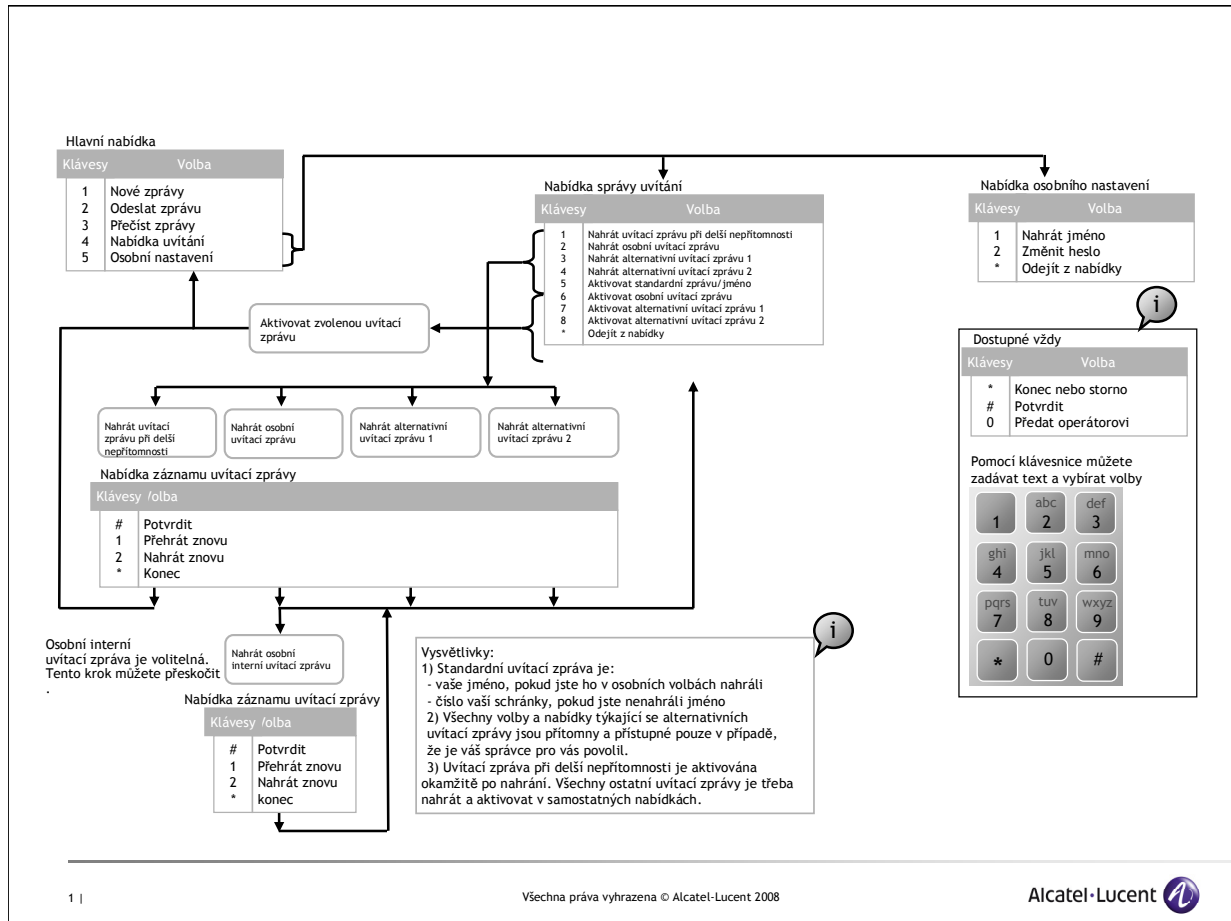 Hlavní nabídka
Klávesy Volba
1 Nové zprávy
2 Odeslat zprávu
3 Přečíst zprávy
4 Nabídka uvítání
5 Osobní nastavení
Nabídka správy uvítání
Klávesy Volba
1 Nahrát uvítací zprávu při delší nepřítomnosti
2 Nahrát osobní uvítací zprávu
3 Nahrát alternativní uvítací zprávu 1
4 Nahrát alternativní uvítací zprávu 2
5 Aktivovat standardní zprávu/jméno
6 Aktivovat osobní uvítací zprávu
7 Aktivovat alternativní uvítací zprávu 1
8 Aktivovat alternativní uvítací zprávu 2
* Odejít z nabídky
Nabídka osobního nastavení
Klávesy Volba
1 Nahrát jméno
2 Změnit heslo
* Odejít z nabídky
Aktivovat zvolenou uvítací
zprávu
i
Dostupné vždy
Klávesy Volba
* Konec nebo storno
# Potvrdit
0 Předat operátorovi
Pomocí klávesnice můžete
zadávat text a vybírat volby
1
abc
2
def
3
ghi
4
jkl
5
mno
6
pqrs
7
tuv
8
wxyz
9
*
0
#
Nahrát uvítací
zprávu při delší
nepřítomnosti
Nahrát osobní
uvítací zprávu
Nahrát alternativní
uvítací zprávu 1
Nahrát alternativní
uvítací zprávu 2
Nabídka záznamu uvítací zprávy
Klávesy /olba
# Potvrdit
1 Přehrát znovu
2 Nahrát znovu
* Konec
Osobní interní
uvítací zpráva je volitelná.
Tento krok můžete přeskočit
.
Nahrát osobní
interní uvítací zprávu
Nabídka záznamu uvítací zprávy
Klávesy /olba
# Potvrdit
1 Přehrát znovu
2 Nahrát znovu
* konec
i
Vysvětlivky:
1) Standardní uvítací zpráva je:
- vaše jméno, pokud jste ho v osobních volbách nahráli
- číslo vaší schránky, pokud jste nenahráli jméno
2) Všechny volby a nabídky týkající se alternativních
uvítací zprávy jsou přítomny a přístupné pouze v případě,
že je váš správce pro vás povolil.
3) Uvítací zpráva při delší nepřítomnosti je aktivována
okamžitě po nahrání. Všechny ostatní uvítací zprávy je třeba
nahrát a aktivovat v samostatných nabídkách.
1 |
Všechna práva vyhrazena © Alcatel-Lucent 2008
Alcatel·Lucent